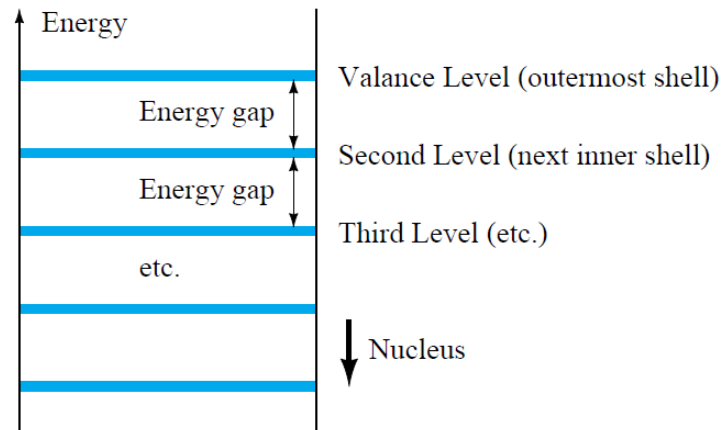 Energy
Valance Level (outermost shell)
Energy gap
Second Level (next inner shell)
Energy gap
Third Level (etc.)
etc.
Nucleus